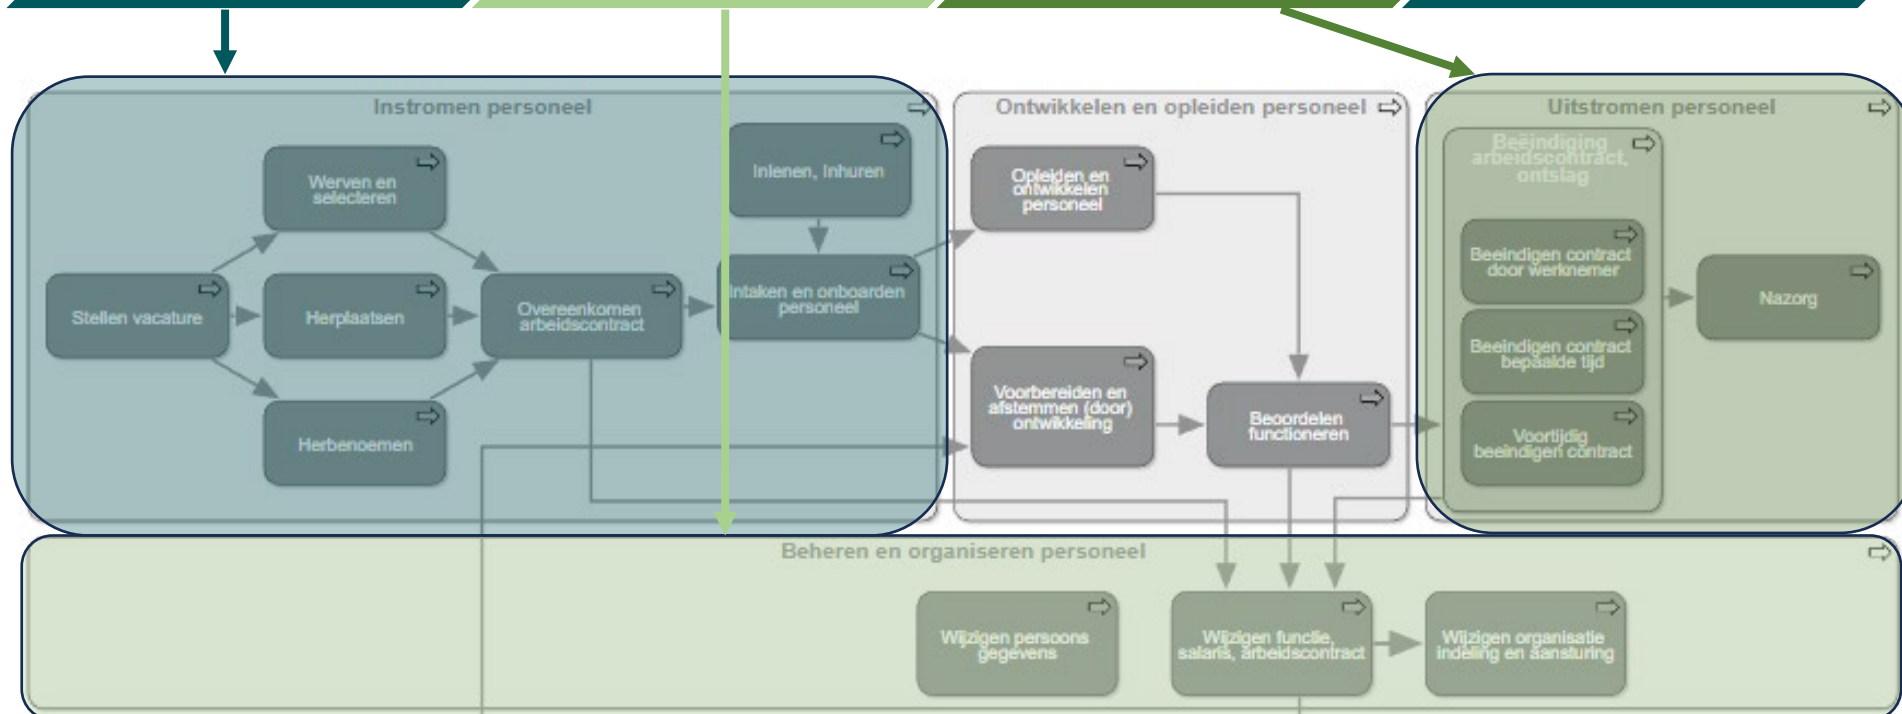 Instromen personeel
Werven en
selecteren
Inlenen, Inhuren
Stellen vacature
Herplaatsen
Overeenkomen
arbeidscontract
Intaken en onboarden
personeel
Herbenoemen
Ontwikkelen en opleiden personeel
Opleiden en
ontwikkelen
personeel
Voorbereiden en
afstemmen (door)
ontwikkeling
Beoordelen
functioneren
Uitstromen personeel
Beëindiging
arbeidscontract,
ontslag
Beeindigen contract
door werknemer
Beeindigen contract
bepaalde tijd
Voortijdig
beeindigen contract
Nazorg
Beheren en organiseren personeel
Wijzigen persoons
gegevens
Wijzigen functie,
salaris, arbeidscontract
Wijzigen organisatie
indeling en aansturing